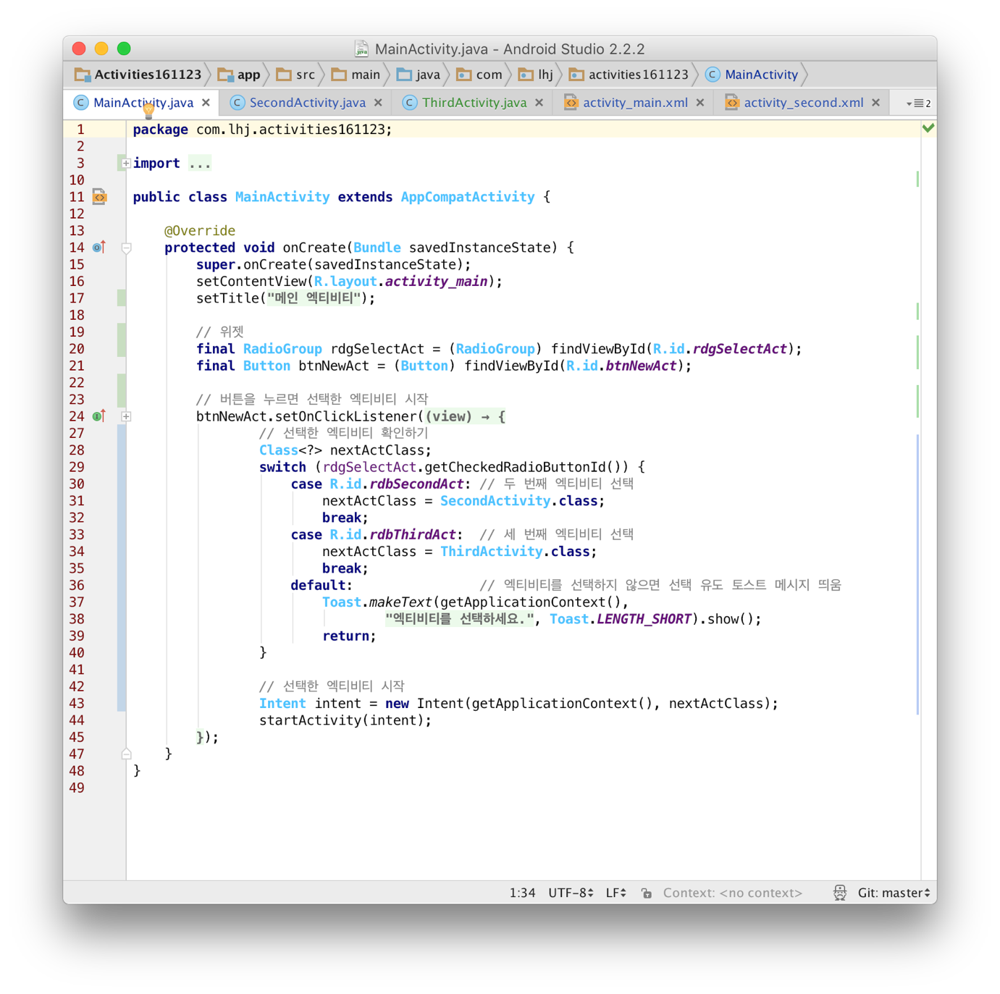 MainActivity.java - Android Studio 2.2.2
Activities161123 app src main java com lhj activities161123 MainActivity
MainActivity.java SecondActivity.java ThirdActivity.java activity_main.xml activity_second.xml 2
1 package com.lhj.activities161123;
2
3 import ...
10
11 public class MainActivity extends AppCompatActivity {
12
13 @Override
14 protected void onCreate(Bundle savedInstanceState) {
15 super.onCreate(savedInstanceState);
16 setContentView(R.layout.activity_main);
17 setTitle("메인 엑티비티");
18
19 // 위젯
20 final RadioGroup rdgSelectAct = (RadioGroup) findViewById(R.id.rdgSelectAct);
21 final Button btnNewAct = (Button) findViewById(R.id.btnNewAct);
22
23 // 버튼을 누르면 선택한 엑티비티 시작
24 btnNewAct.setOnClickListener((view) → {
27 // 선택한 엑티비티 확인하기
28 Class<?> nextActClass;
29 switch (rdgSelectAct.getCheckedRadioButtonId()) {
30 case R.id.rdbSecondAct: // 두 번째 엑티비티 선택
31 nextActClass = SecondActivity.class;
32 break;
33 case R.id.rdbThirdAct: // 세 번째 엑티비티 선택
34 nextActClass = ThirdActivity.class;
35 break;
36 default: // 엑티비티를 선택하지 않으면 선택 유도 토스트 메시지 띄움
37 Toast.makeText(getApplicationContext(),
38 "엑티비티를 선택하세요.", Toast.LENGTH_SHORT).show();
39 return;
40 }
41
42 // 선택한 엑티비티 시작
43 Intent intent = new Intent(getApplicationContext(), nextActClass);
44 startActivity(intent);
45 });
47 }
48 }
49
1:34 UTF-8 LF Context: <no context> Git: master